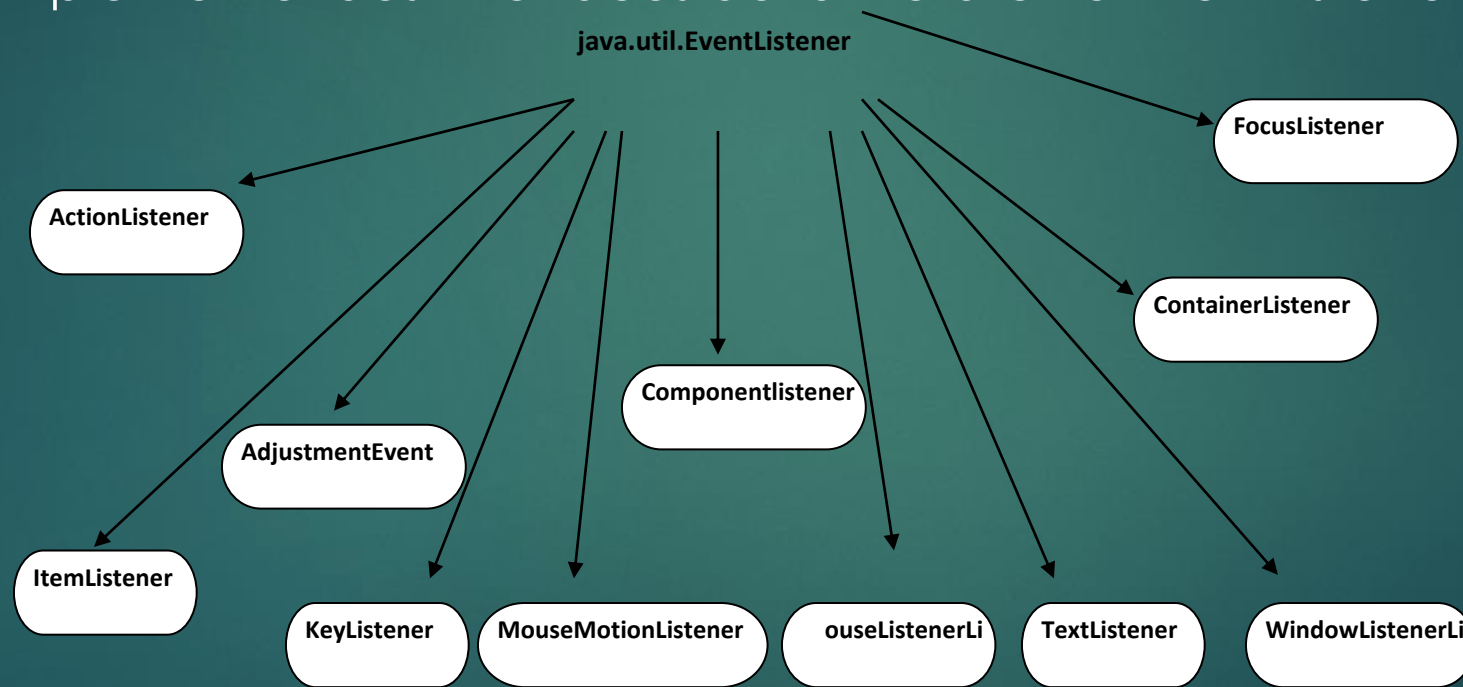 java.util.EventListener
FocusListener
ActionListener
ContainerListener
Componentlistener
AdjustmentEvent
ItemListener
KeyListener
MouseMotionListener
ouseListenerLi
TextListener
WindowListenerLi